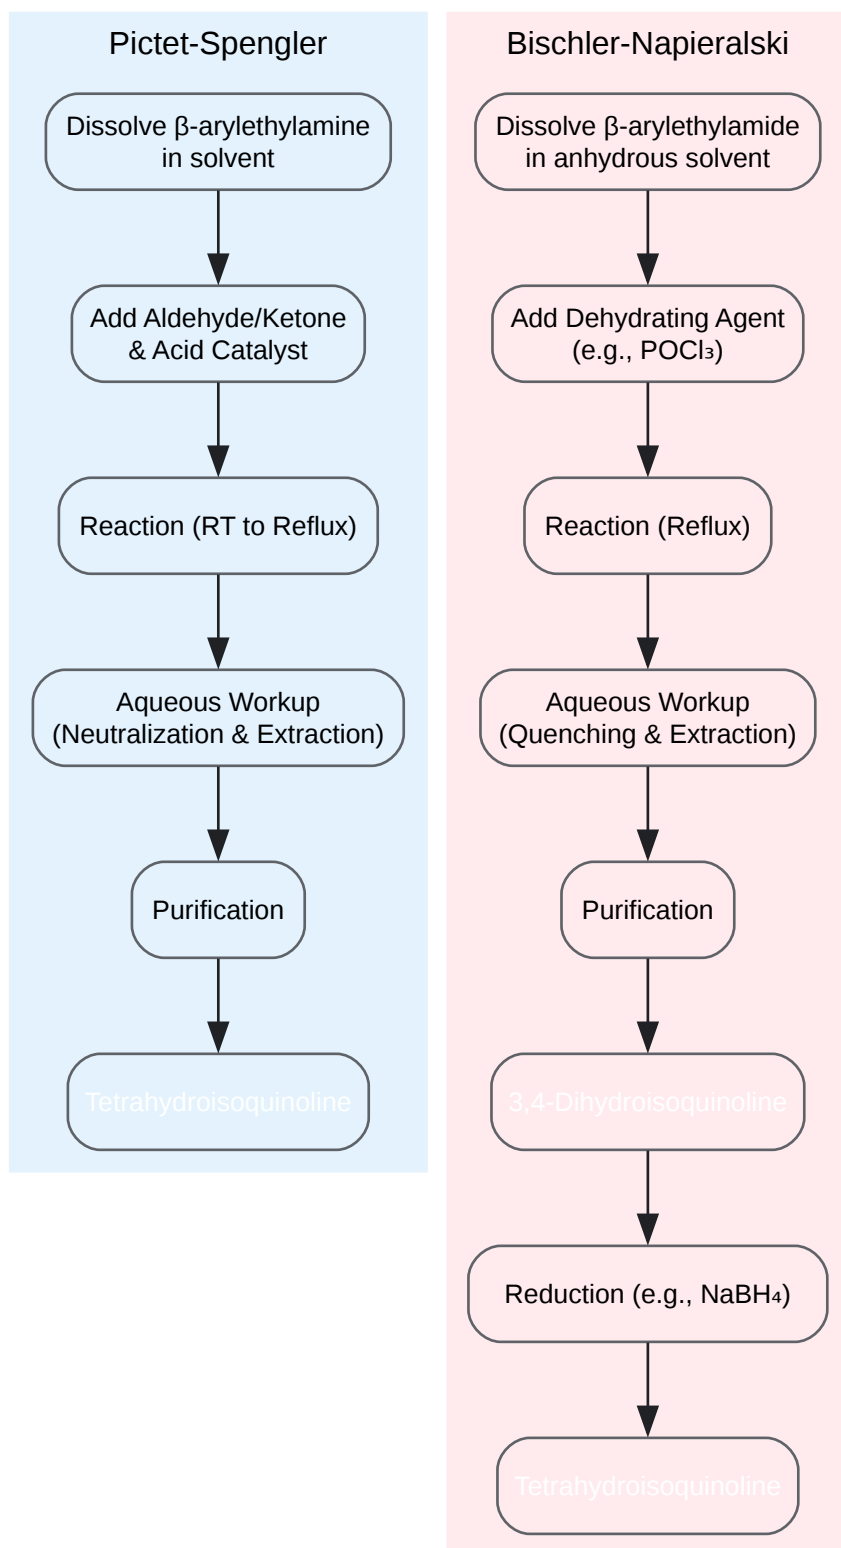 Pictet-Spengler
Dissolve β-arylethylamine
in solvent
Add Aldehyde/Ketone
& Acid Catalyst
Reaction (RT to Reflux)
Aqueous Workup
(Neutralization & Extraction)
Purification
Tetrahydroisoquinoline
Bischler-Napieralski
Dissolve β-arylethylamide
in anhydrous solvent
Add Dehydrating Agent
(e.g., POCl₃)
Reaction (Reflux)
Aqueous Workup
(Quenching & Extraction)
Purification
3,4-Dihydroisoquinoline
Reduction (e.g., NaBH₄)
Tetrahydroisoquinoline